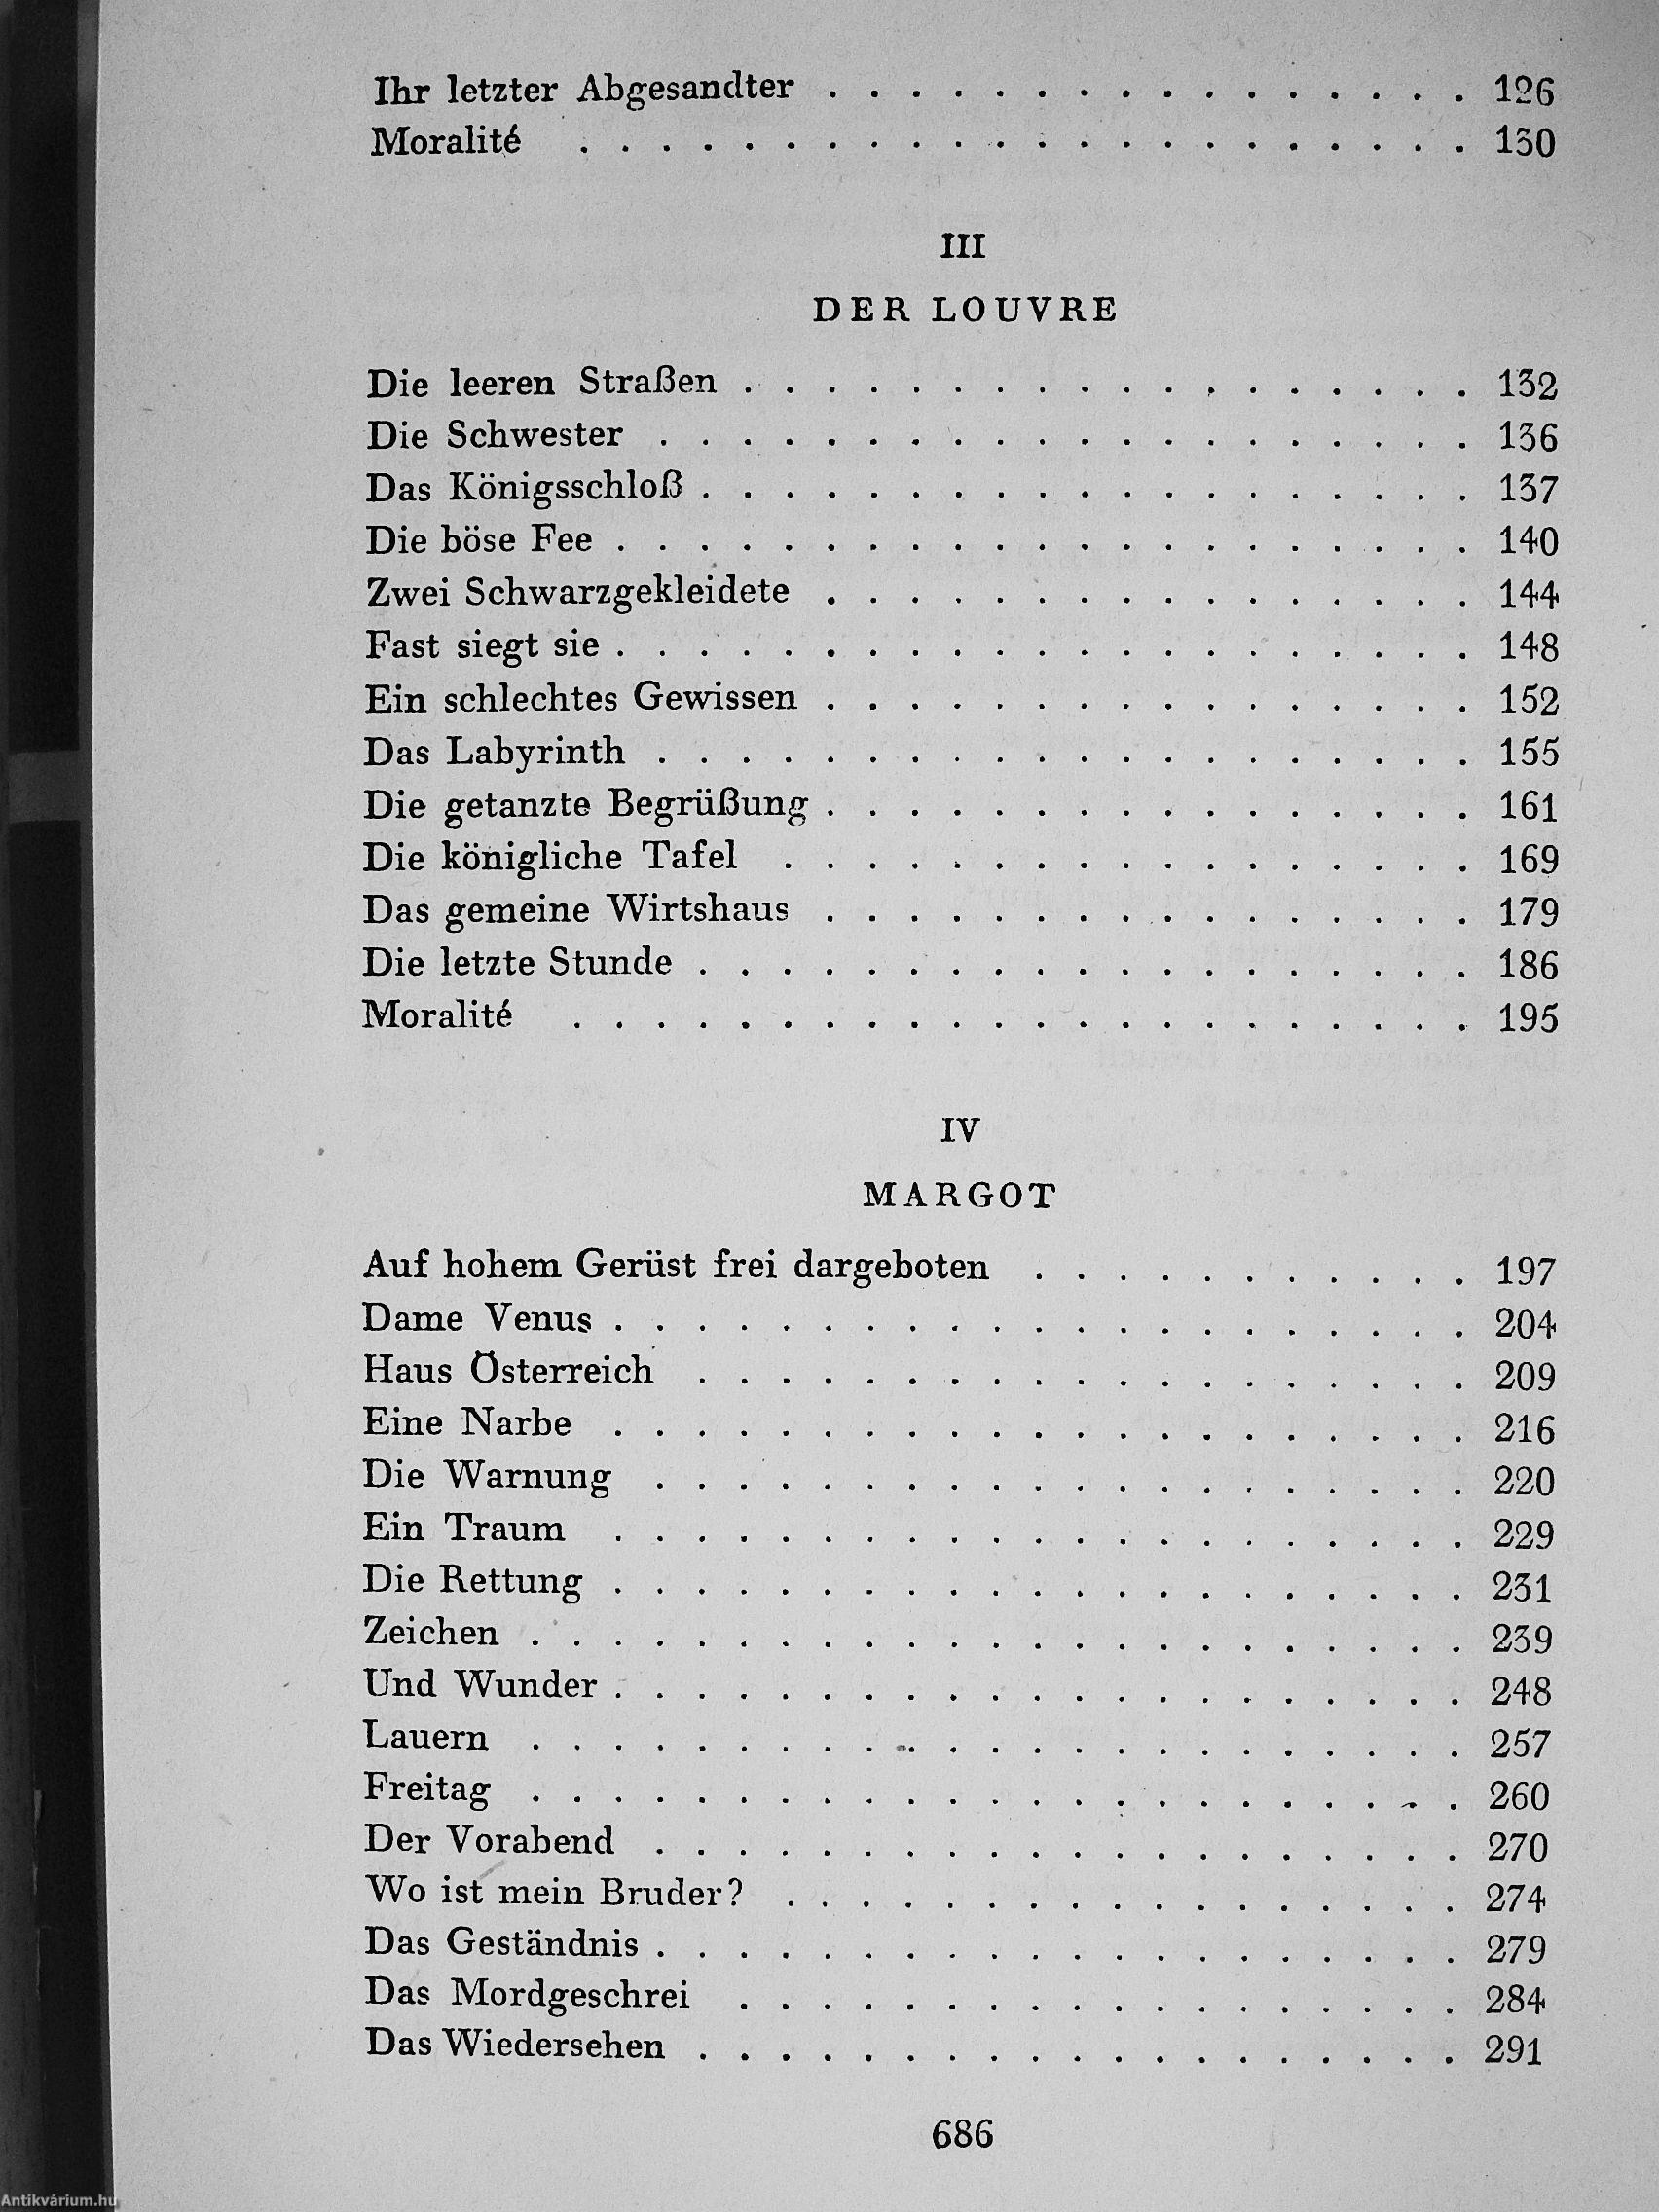 Ihr letzter Abgesandter . . . . . . . . . . . . . . . . 126
Moralité . . . . . . . . . . . . . . . . . . . . . . 130
III
DER LOUVRE
Die leeren Straßen . . . . . . . . . . . . . . . . . . 132
Die Schwester . . . . . . . . . . . . . . . . . . . . 136
Das Königsschloß . . . . . . . . . . . . . . . . . . . 137
Die böse Fee . . . . . . . . . . . . . . . . . . . . . 140
Zwei Schwarzgekleidete . . . . . . . . . . . . . . . . 144
Fast siegt sie . . . . . . . . . . . . . . . . . . . . . 148
Ein schlechtes Gewissen . . . . . . . . . . . . . . . . 152
Das Labyrinth . . . . . . . . . . . . . . . . . . . . 155
Die getanzte Begrüßung . . . . . . . . . . . . . . . . 161
Die königliche Tafel . . . . . . . . . . . . . . . . . 169
Das gemeine Wirtshaus . . . . . . . . . . . . . . . . 179
Die letzte Stunde . . . . . . . . . . . . . . . . . . . 186
Moralité . . . . . . . . . . . . . . . . . . . . . . 195
IV
MARGOT
Auf hohem Gerüst frei dargeboten . . . . . . . . . . . 197
Dame Venus . . . . . . . . . . . . . . . . . . . . . 204
Haus Österreich . . . . . . . . . . . . . . . . . . . 209
Eine Narbe . . . . . . . . . . . . . . . . . . . . . 216
Die Warnung . . . . . . . . . . . . . . . . . . . . 220
Ein Traum . . . . . . . . . . . . . . . . . . . . . 229
Die Rettung . . . . . . . . . . . . . . . . . . . . . 231
Zeichen . . . . . . . . . . . . . . . . . . . . . . . 239
Und Wunder . . . . . . . . . . . . . . . . . . . . . 248
Lauern . . . . . . . . . . . . . . . . . . . . . . . 257
Freitag . . . . . . . . . . . . . . . . . . . . . . . 260
Der Vorabend . . . . . . . . . . . . . . . . . . . . 270
Wo ist mein Bruder? . . . . . . . . . . . . . . . . . 274
Das Geständnis . . . . . . . . . . . . . . . . . . . . 279
Das Mordgeschrei . . . . . . . . . . . . . . . . . . 284
Das Wiedersehen . . . . . . . . . . . . . . . . . . . 291
686
Antikvárium.hu